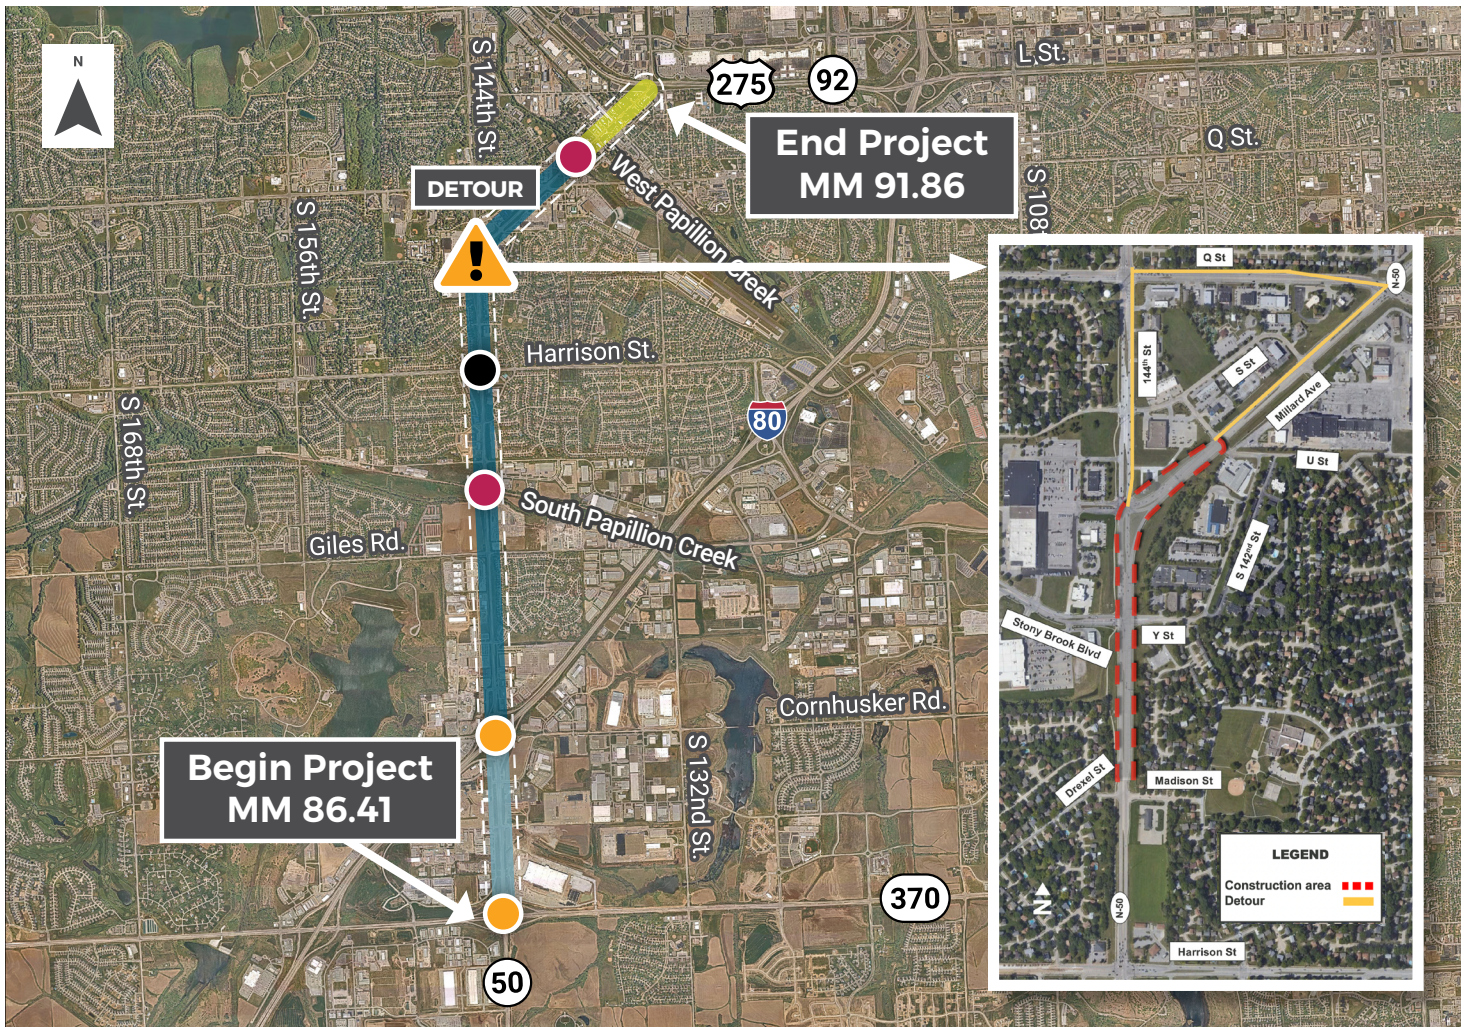 N
S 144th St.
275
92
L St.
End Project
MM 91.86
Q St.
DETOUR
West Papillion Creek
S 108
S 156th St.
Harrison St.
80
S 168th St.
South Papillion Creek
Giles Rd.
Cornhusker Rd.
S 132nd St.
Begin Project
MM 86.41
370
50
Q St
N-50
144th St
S St
Millard Ave
U St
S 142nd St
Stony Brook Blvd
Y St
Drexel St
Madison St
LEGEND
Construction area
Detour
N
N-50
Harrison St